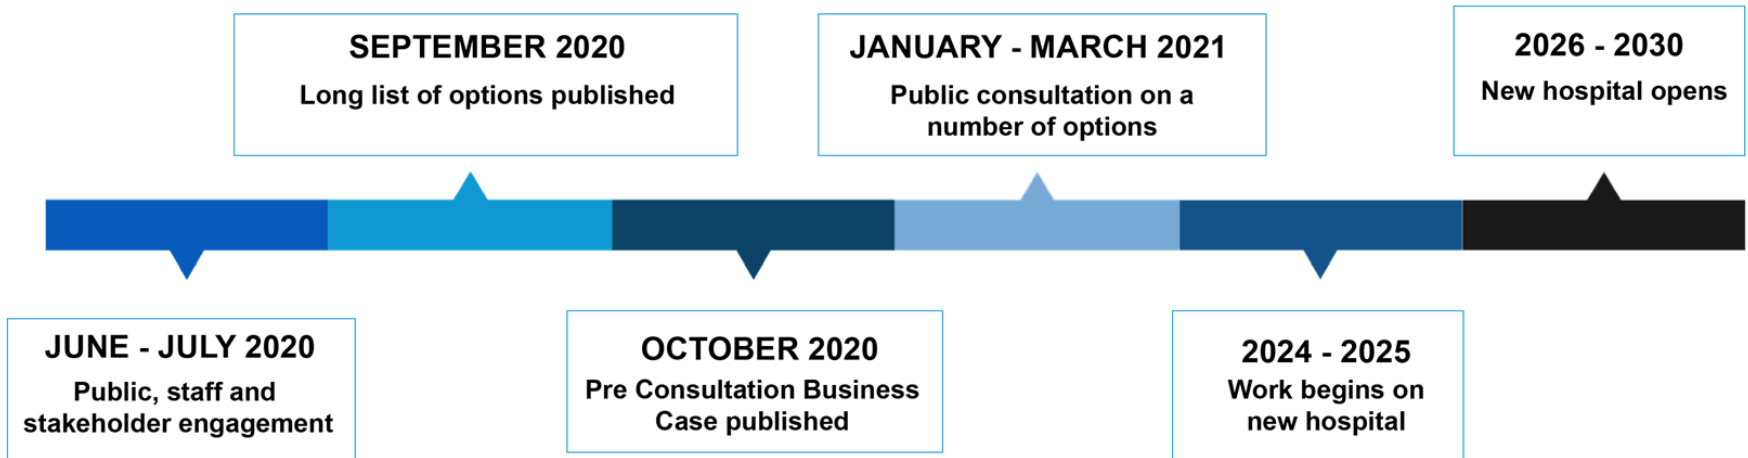 SEPTEMBER 2020
Long list of options published
JANUARY - MARCH 2021
Public consultation on a
number of options
2026 - 2030
New hospital opens
JUNE - JULY 2020
Public, staff and
stakeholder engagement
OCTOBER 2020
Pre Consultation Business
Case published
2024 - 2025
Work begins on
new hospital